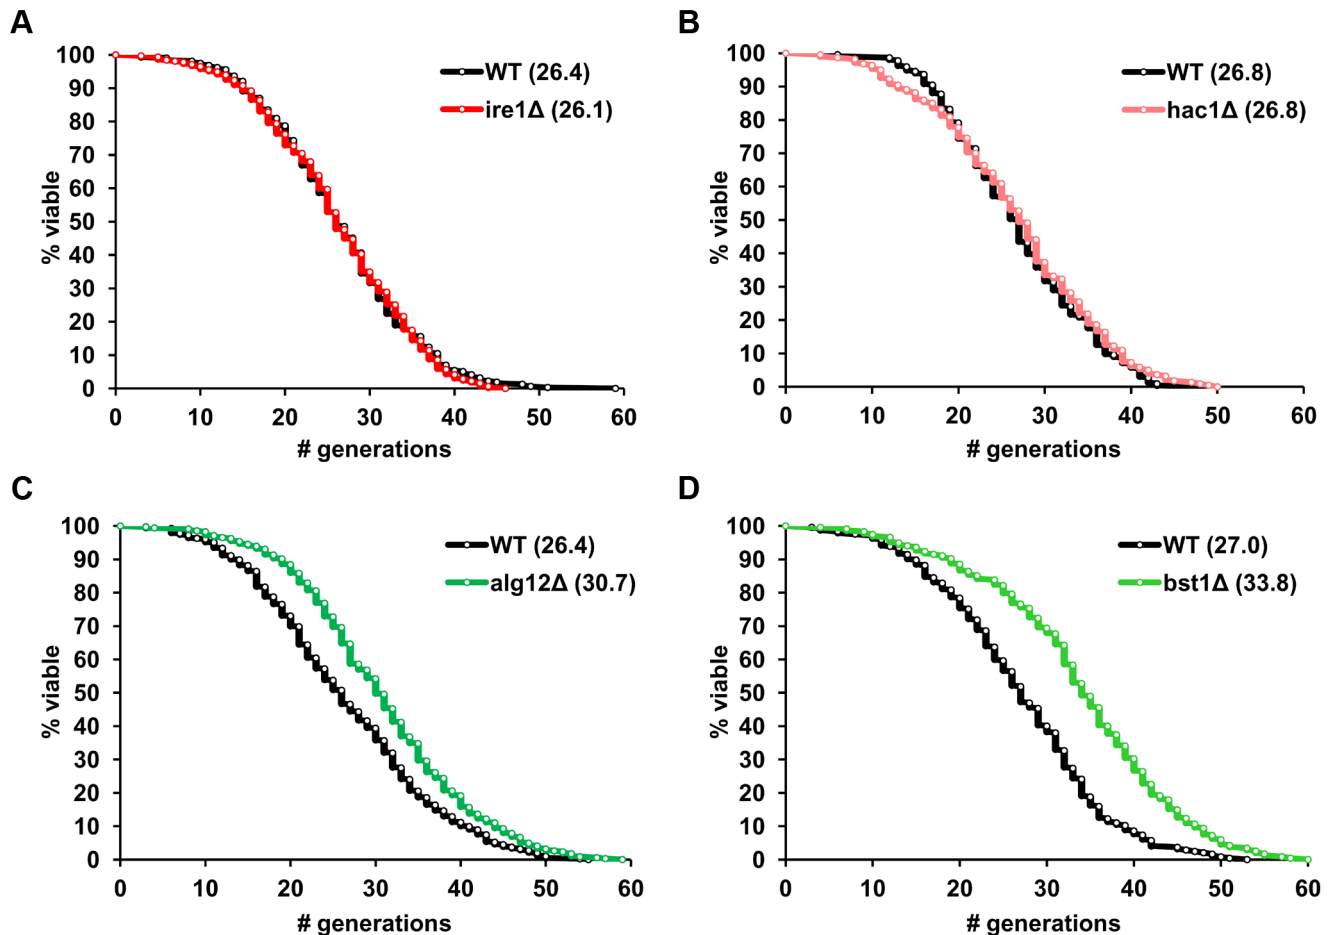 A
100
90
80
70
60
50
40
30
20
10
0
% viable
WT (26.4)
ire1Δ (26.1)
0 10 20 30 40 50 60
# generations
B
100
90
80
70
60
50
40
30
20
10
0
% viable
WT (26.8)
hac1Δ (26.8)
0 10 20 30 40 50 60
# generations
C
100
90
80
70
60
50
40
30
20
10
0
% viable
WT (26.4)
alg12Δ (30.7)
0 10 20 30 40 50 60
# generations
D
100
90
80
70
60
50
40
30
20
10
0
% viable
WT (27.0)
bst1Δ (33.8)
0 10 20 30 40 50 60
# generations